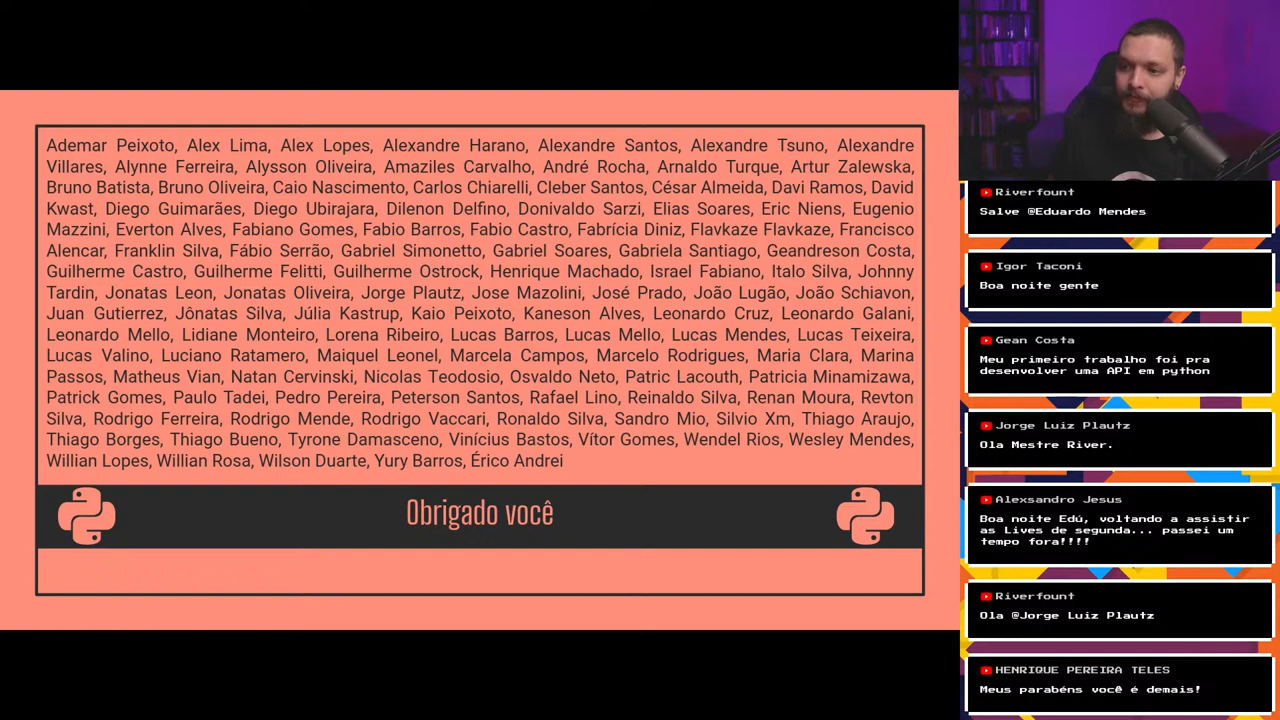 Ademar Peixoto, Alex Lima, Alex Lopes, Alexandre Harano, Alexandre Santos, Alexandre Tsuno, Alexandre
Villares, Alynne Ferreira, Alysson Oliveira, Amaziles Carvalho, André Rocha, Arnaldo Turque, Artur Zalewska,
Bruno Batista, Bruno Oliveira, Caio Nascimento, Carlos Chiarelli, Cleber Santos, César Almeida, Davi Ramos, David
Kwast, Diego Guimarães, Diego Ubirajara, Dilenon Delfino, Donivaldo Sarzi, Elias Soares, Eric Niens, Eugenio
Mazzini, Everton Alves, Fabiano Gomes, Fabio Barros, Fabio Castro, Fabrícia Diniz, Flavkaze Flavkaze, Francisco
Alencar, Franklin Silva, Fábio Serrão, Gabriel Simonetto, Gabriel Soares, Gabriela Santiago, Geandreson Costa,
Guilherme Castro, Guilherme Felitti, Guilherme Ostrock, Henrique Machado, Israel Fabiano, Italo Silva, Johnny
Tardin, Jonatas Leon, Jonatas Oliveira, Jorge Plautz, Jose Mazolini, José Prado, João Lugão, João Schiavon,
Juan Gutierrez, Jônatas Silva, Júlia Kastrup, Kaio Peixoto, Kaneson Alves, Leonardo Cruz, Leonardo Galani,
Leonardo Mello, Lidiane Monteiro, Lorena Ribeiro, Lucas Barros, Lucas Mello, Lucas Mendes, Lucas Teixeira,
Lucas Valino, Luciano Ratamero, Maiquel Leonel, Marcela Campos, Marcelo Rodrigues, Maria Clara, Marina
Passos, Matheus Vian, Natan Cervinski, Nicolas Teodosio, Osvaldo Neto, Patric Lacouth, Patricia Minamizawa,
Patrick Gomes, Paulo Tadei, Pedro Pereira, Peterson Santos, Rafael Lino, Reinaldo Silva, Renan Moura, Revton
Silva, Rodrigo Ferreira, Rodrigo Mende, Rodrigo Vaccari, Ronaldo Silva, Sandro Mio, Silvio Xm, Thiago Araujo,
Thiago Borges, Thiago Bueno, Tyrone Damasceno, Vinícius Bastos, Vítor Gomes, Wendel Rios, Wesley Mendes,
Willian Lopes, Willian Rosa, Wilson Duarte, Yury Barros, Érico Andrei
Obrigado você
Riverfount
Salve @Eduardo Mendes
Igor Taconi
Boa noite gente
Gean Costa
Meu primeiro trabalho foi pra
desenvolver uma API em python
Jorge Luiz Plautz
Ola Mestre River.
Alexsandro Jesus
Boa noite Edú, voltando a assistir
as Lives de segunda... passei um
tempo fora!!!!
Riverfount
Ola @Jorge Luiz Plautz
HENRIQUE PEREIRA TELES
Meus parabéns você é demais!